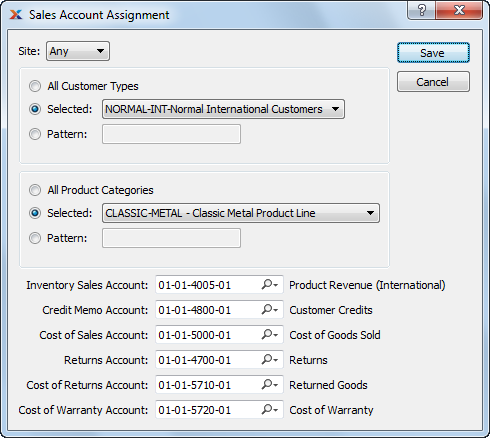 Sales Account Assignment
Site: Any
Save
All Customer Types
Cancel
Selected: NORMAL-INT-Normal International Customers
Pattern:
All Product Categories
Selected: CLASSIC-METAL - Classic Metal Product Line
Pattern:
Inventory Sales Account: 01-01-4005-01 Product Revenue (International)
Credit Memo Account: 01-01-4800-01 Customer Credits
Cost of Sales Account: 01-01-5000-01 Cost of Goods Sold
Returns Account: 01-01-4700-01 Returns
Cost of Returns Account: 01-01-5710-01 Returned Goods
Cost of Warranty Account: 01-01-5720-01 Cost of Warranty